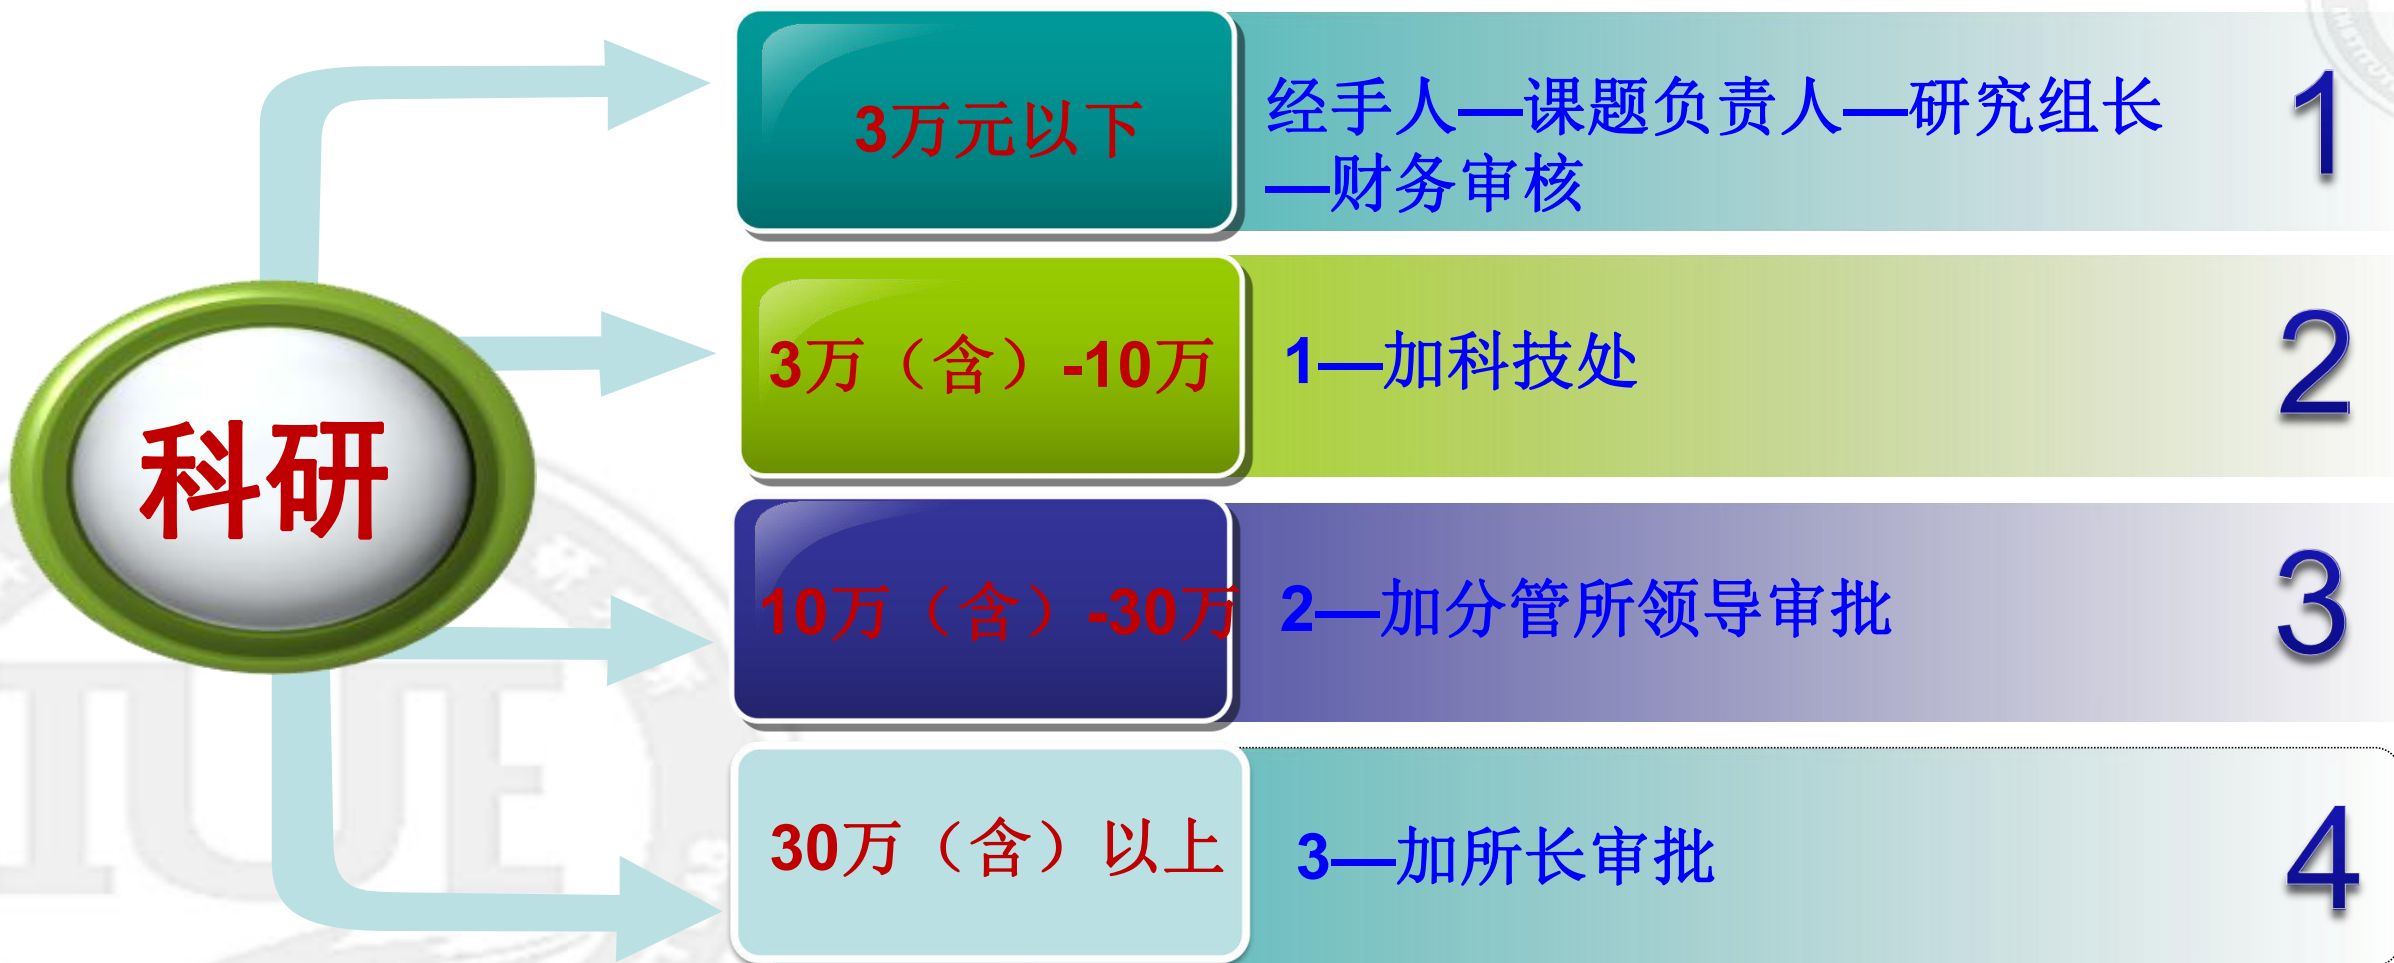 科研
3万元以下
经手人—课题负责人—研究组长
—财务审核
1
3万（含）-10万
1—加科技处
2
10万（含）-30万
2—加分管所领导审批
3
30万（含）以上
3—加所长审批
4
IUE